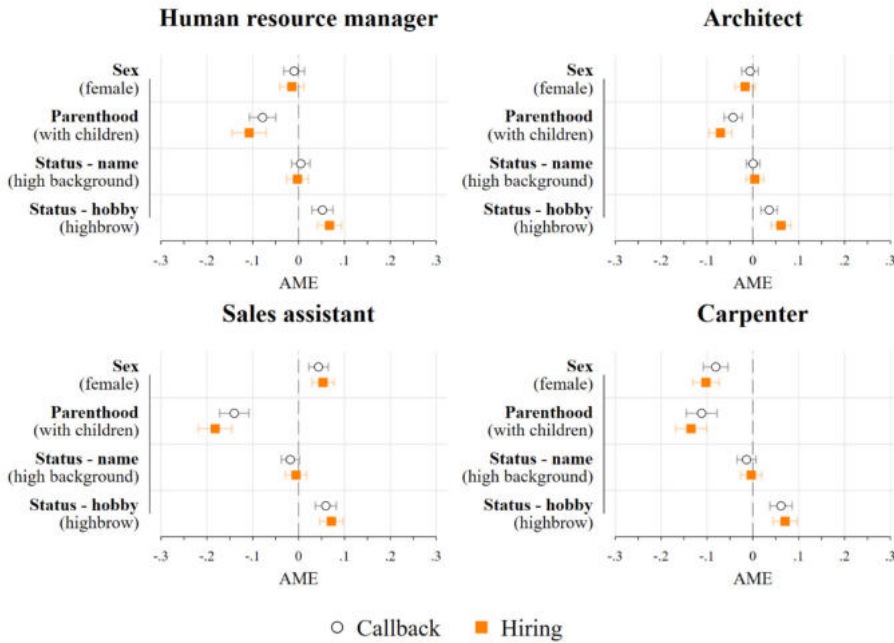 Human resource manager
Sex
(female)
Parenthood
(with children)
Status - name
(high background)
Status - hobby
(highbrow)
-.3 -.2 -.1 0 .1 .2 .3
AME
Architect
Sex
(female)
Parenthood
(with children)
Status - name
(high background)
Status - hobby
(highbrow)
-.3 -.2 -.1 0 .1 .2 .3
AME
Sales assistant
Sex
(female)
Parenthood
(with children)
Status - name
(high background)
Status - hobby
(highbrow)
-.3 -.2 -.1 0 .1 .2 .3
AME
Carpenter
Sex
(female)
Parenthood
(with children)
Status - name
(high background)
Status - hobby
(highbrow)
-.3 -.2 -.1 0 .1 .2 .3
AME
Callback Hiring